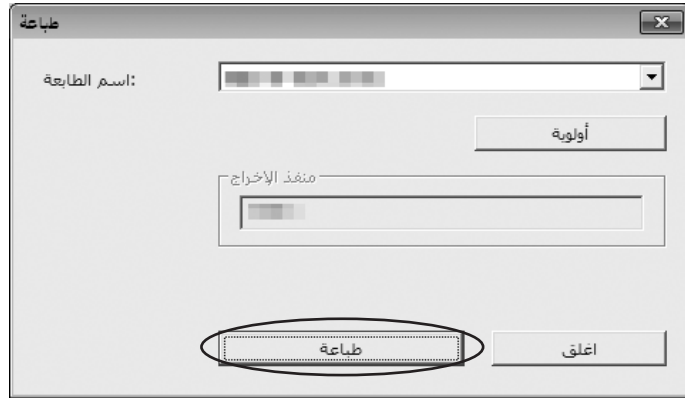 طباعة
اسم الطابعة:
أولوية
منفذ الإخراج
طباعة
اغلق